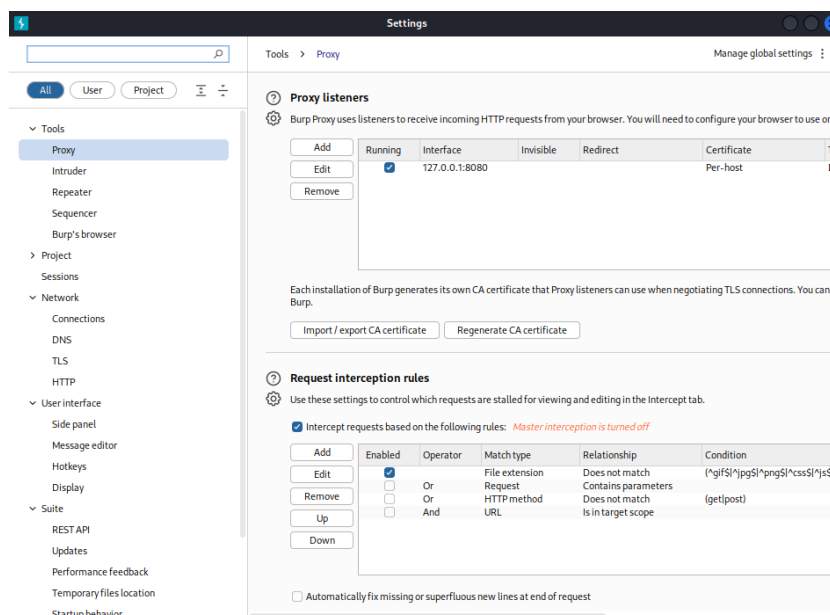 Settings
Tools > Proxy
Manage global settings
All
User
Project
Tools
Proxy
Intruder
Repeater
Sequencer
Burp's browser
Project
Sessions
Network
Connections
DNS
TLS
HTTP
User interface
Side panel
Message editor
Hotkeys
Display
Suite
REST API
Updates
Performance feedback
Temporary files location
Startup behavior
Proxy listeners
Burp Proxy uses listeners to receive incoming HTTP requests from your browser. You will need to configure your browser to use
Add
Edit
Remove
Running Interface Invisible Redirect Certificate
127.0.0.1:8080 Per-host
Each installation of Burp generates its own CA certificate that Proxy listeners can use when negotiating TLS connections. You can
Burp.
Import / export CA certificate
Regenerate CA certificate
Request interception rules
Use these settings to control which requests are stalled for viewing and editing in the Intercept tab.
Intercept requests based on the following rules: Master interception is turned off
Add
Edit
Remove
Up
Down
Enabled Operator Match type Relationship Condition
File extension Does not match (^gif$|^jpg$|^png$|^css$|^js$
Or Request Contains parameters
Or HTTP method Does not match (get|post)
And URL Is in target scope
Automatically fix missing or superfluous new lines at end of request